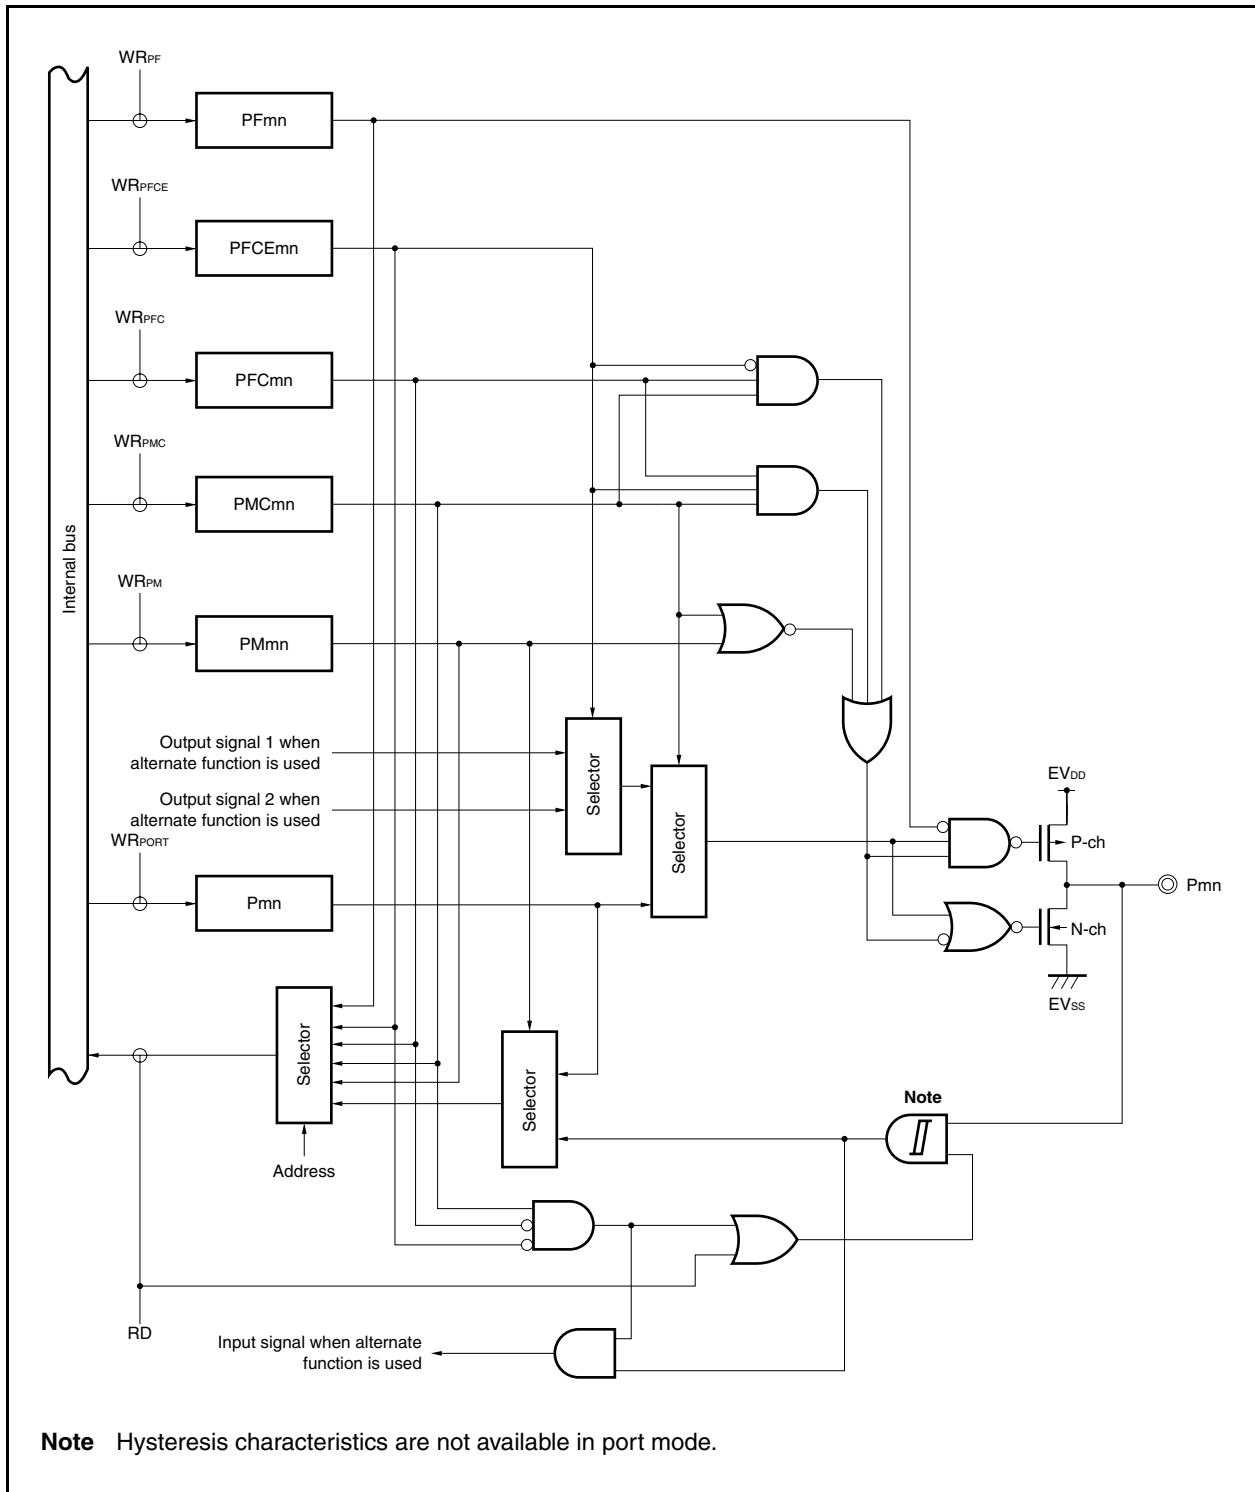 WRPF
PFmn
WRPFCE
PFCEmn
WRPFC
PFCmn
WRPMC
PMCmn
Internal bus
WRPM
PMmn
Output signal 1 when
alternate function is used
Output signal 2 when
alternate function is used
Selector
Selector
WRPORT
Pmn
EVDD
P-ch
Pmn
N-ch
EVSS
Selector
Selector
Address
Note
RD
Input signal when alternate
function is used
Note Hysteresis characteristics are not available in port mode.